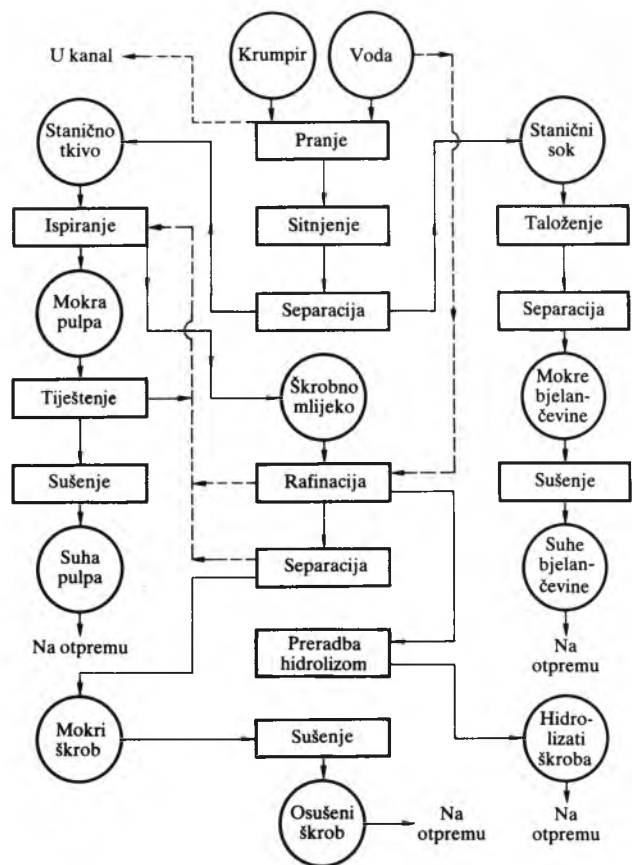 U kanal
Krumpir
Voda
Stanično
tkivo
Pranje
Stanični
sok
Ispiranje
Sitnjenje
Taloženje
Mokra
pulpa
Separacija
Separacija
Tiještenje
Škrobno
mlijeko
Mokre
bjelan-
čevine
Sušenje
Rafinacija
Sušenje
Suha
pulpa
Separacija
Suhe
bjelan-
čevine
Na otpremu
Preradba
hidrolizom
Na
otpremu
Mokri
škrob
Sušenje
Hidro-
lizati
škroba
Osušeni
škrob
Na
otpremu
Na
otpremu